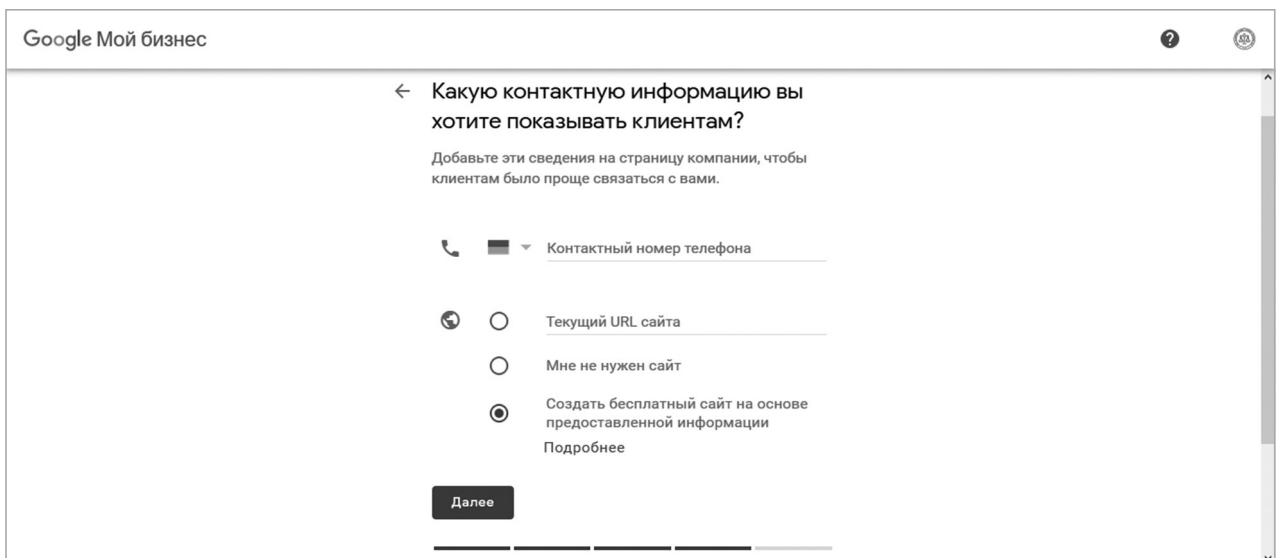 Google Мой бизнес
Какую контактную информацию вы
хотите показывать клиентам?
Добавьте эти сведения на страницу компании, чтобы
клиентам было проще связаться с вами.
Контактный номер телефона
Текущий URL сайта
Мне не нужен сайт
Создать бесплатный сайт на основе
предоставленной информации
Подробнее
Далее